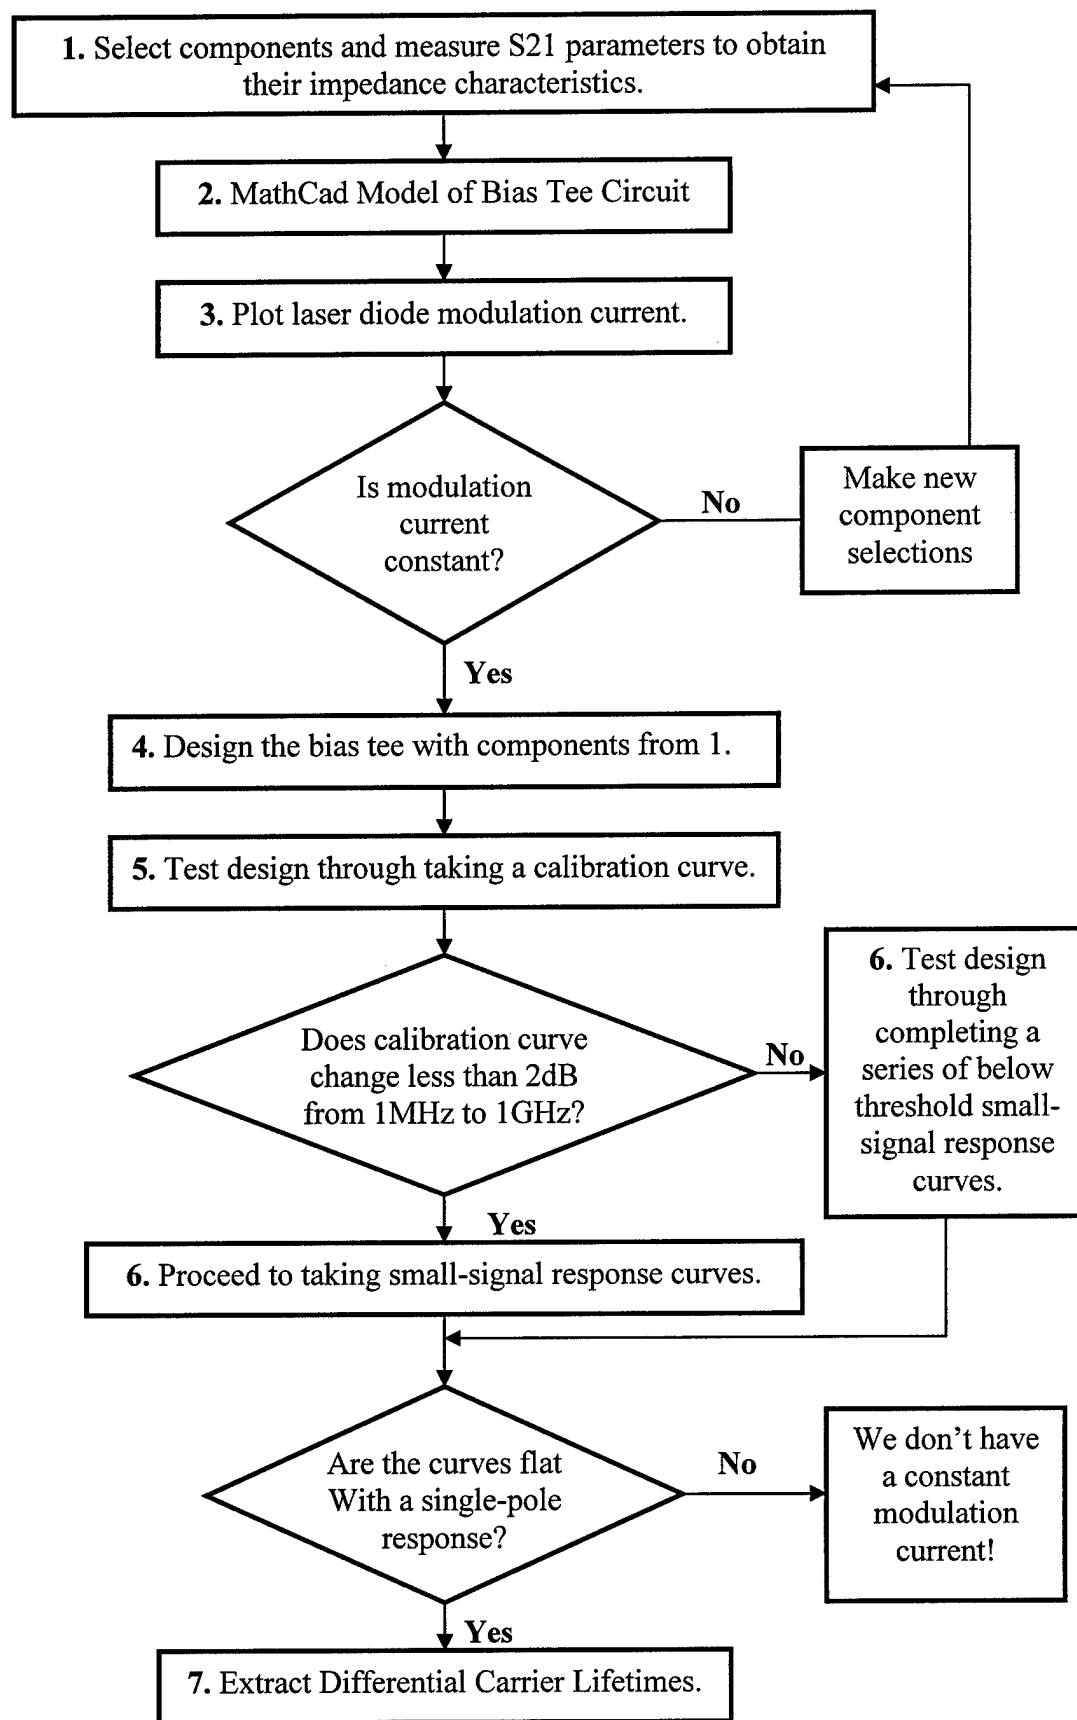 1. Select components and measure S21 parameters to obtain
their impedance characteristics.
2. MathCad Model of Bias Tee Circuit
3. Plot laser diode modulation current.
Is modulation
current
constant?
No
Make new
component
selections
Yes
4. Design the bias tee with components from 1.
5. Test design through taking a calibration curve.
Does calibration curve
change less than 2dB
from 1MHz to 1GHz?
No
6. Test design
through
completing a
series of below
threshold small-
signal response
curves.
Yes
6. Proceed to taking small-signal response curves.
Are the curves flat
With a single-pole
response?
No
We don't have
a constant
modulation
current!
Yes
7. Extract Differential Carrier Lifetimes.